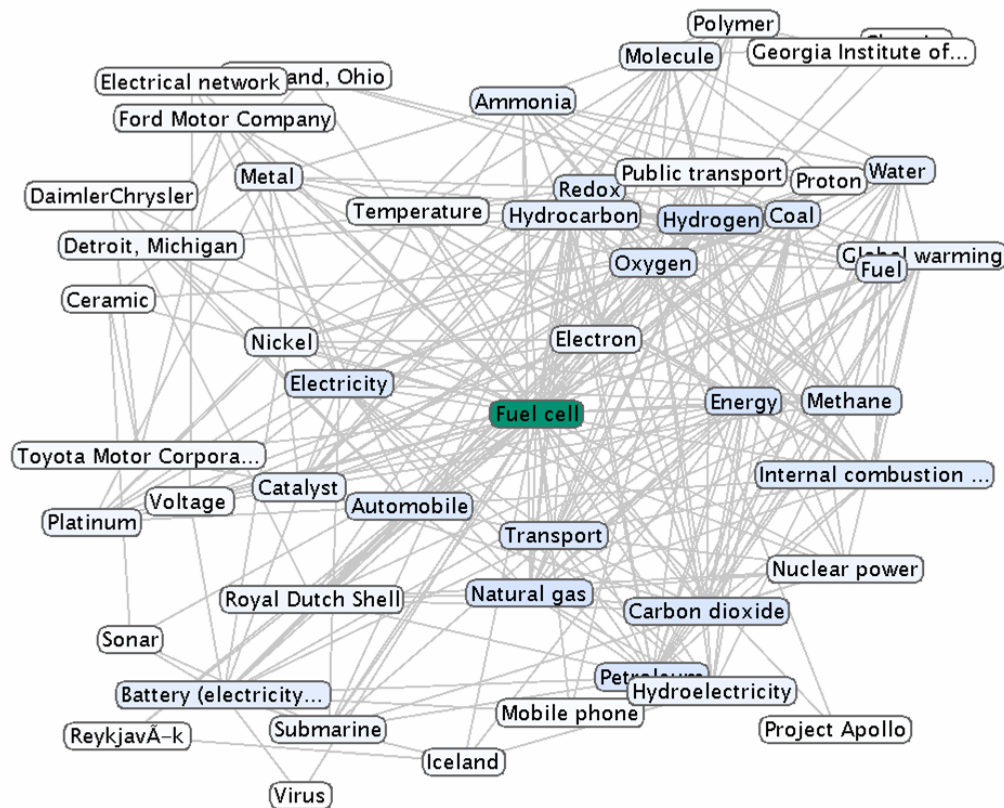 Polymer
Georgia Institute of...
Molecule
Electrical network
and, Ohio
Ammonia
Ford Motor Company
Metal
Public transport
Water
Proton
Redox
DaimlerChrysler
Temperature
Hydrocarbon
Hydrogen
Coal
Detroit, Michigan
Global warming
Oxygen
Fuel
Ceramic
Nickel
Electron
Electricity
Fuel cell
Energy
Methane
Toyota Motor Corpora...
Internal combustion ...
Catalyst
Voltage
Automobile
Platinum
Transport
Nuclear power
Natural gas
Royal Dutch Shell
Carbon dioxide
Sonar
Petroleum
Hydroelectricity
Battery (electricity...
Mobile phone
Submarine
Project Apollo
ReykjavÃ-k
Iceland
Virus